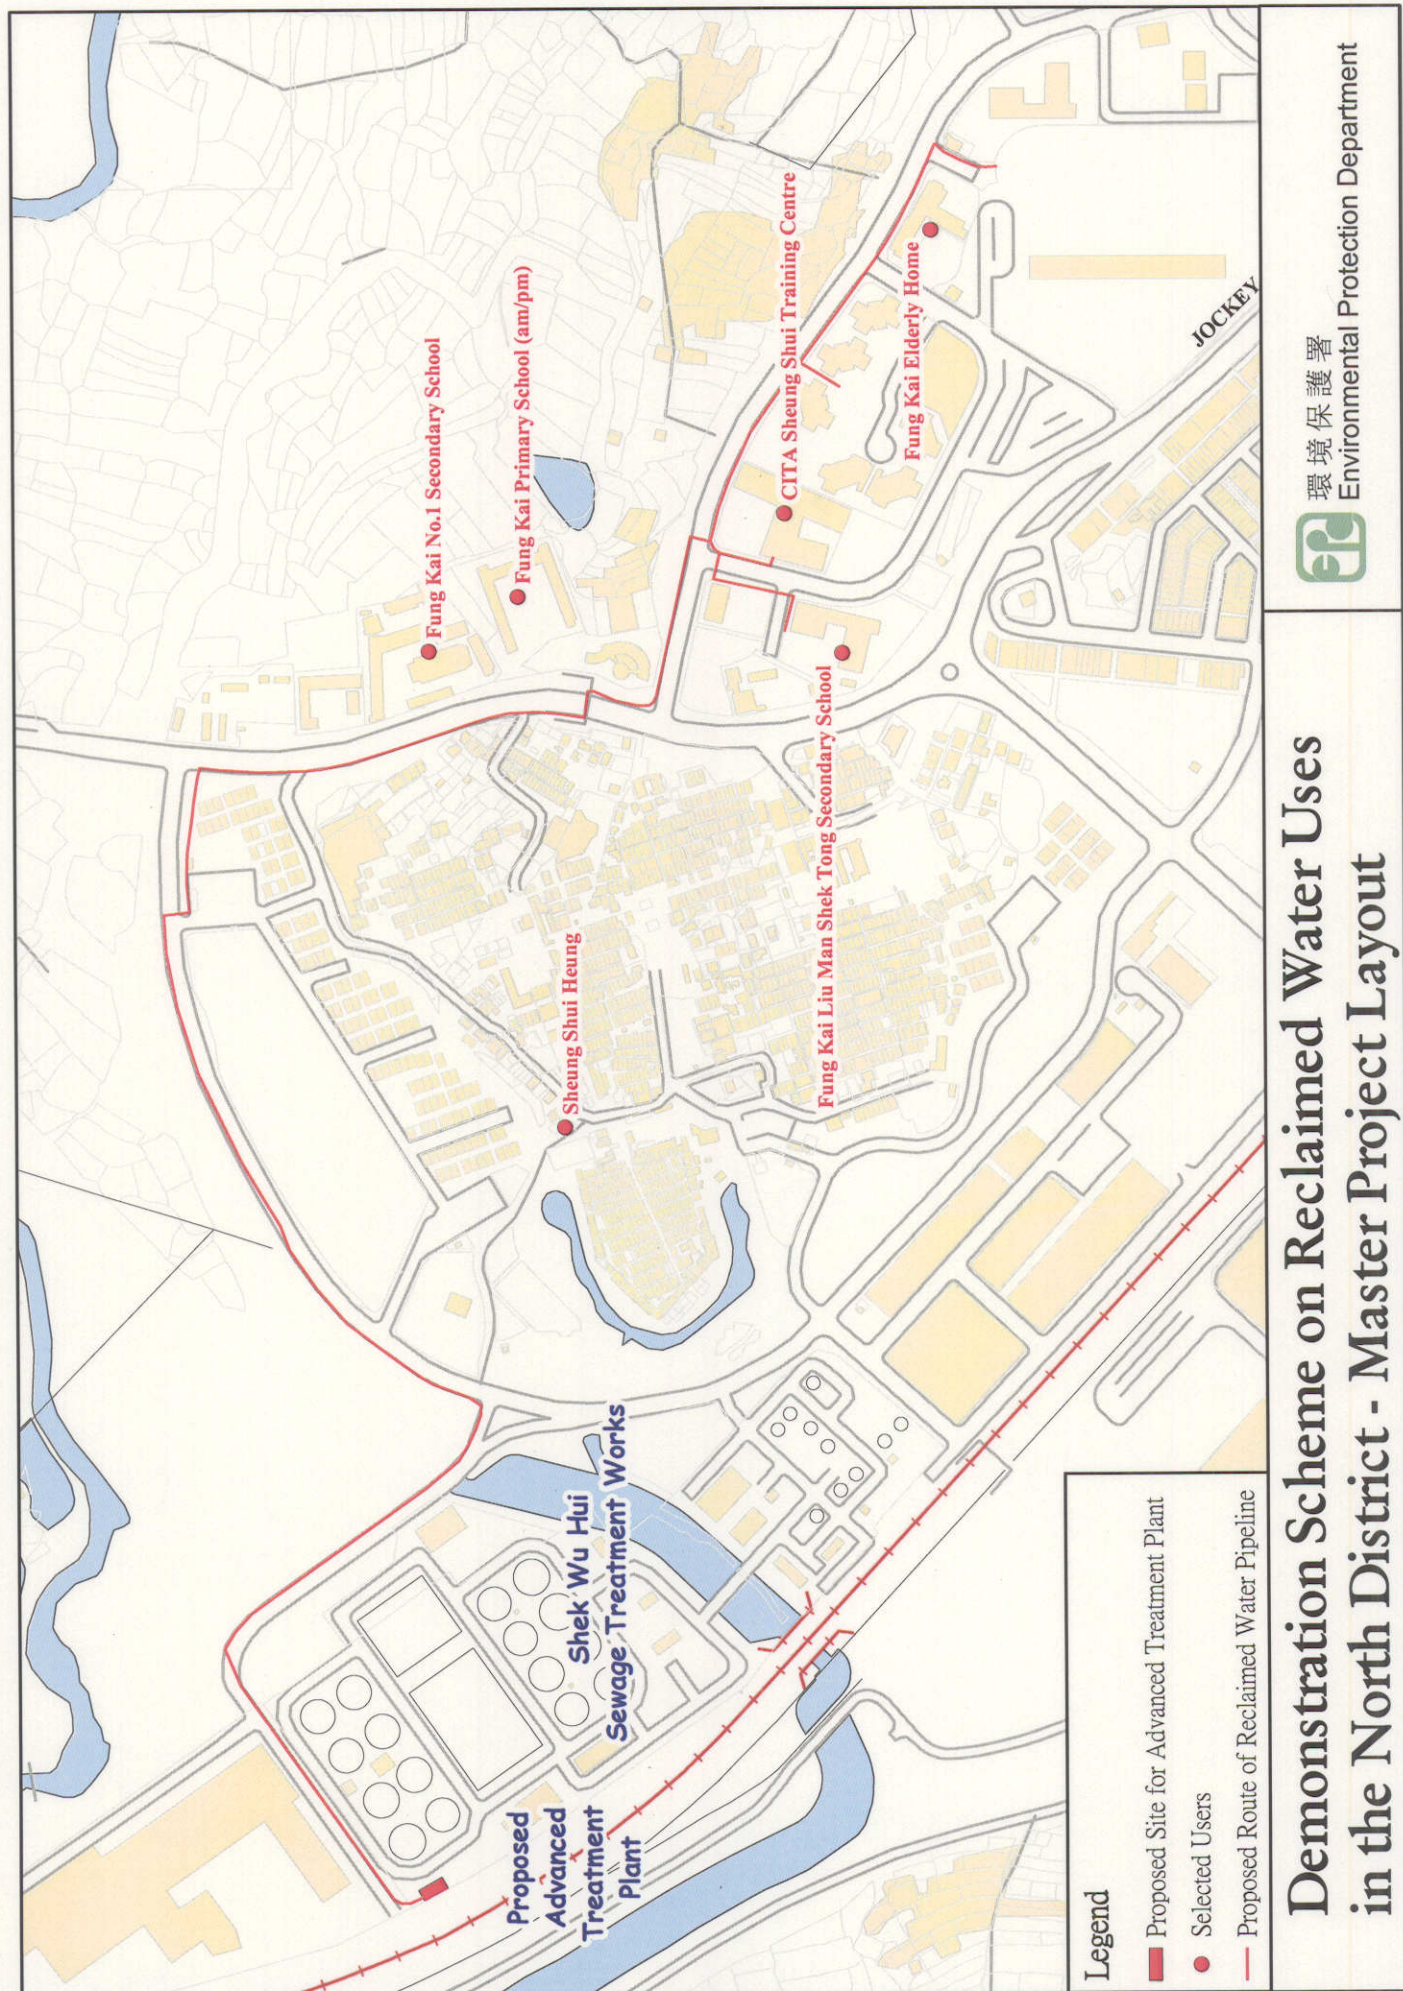 Fung Kai No.1 Secondary School
Fung Kai Primary School (am/pm)
CITA Sheung Shui Training Centre
Fung Kai Elderly Home
JOCKEY
Sheung Shui Heung
Fung Kai Liu Man Shek Tong Secondary School
Shek Wu Hui
Sewage Treatment Works
Proposed
Advanced
Treatment
Plant
Legend
Proposed Site for Advanced Treatment Plant
Selected Users
Proposed Route of Reclaimed Water Pipeline
Demonstration Scheme on Reclaimed Water Uses
in the North District - Master Project Layout
epd
環境保護署
Environmental Protection Department